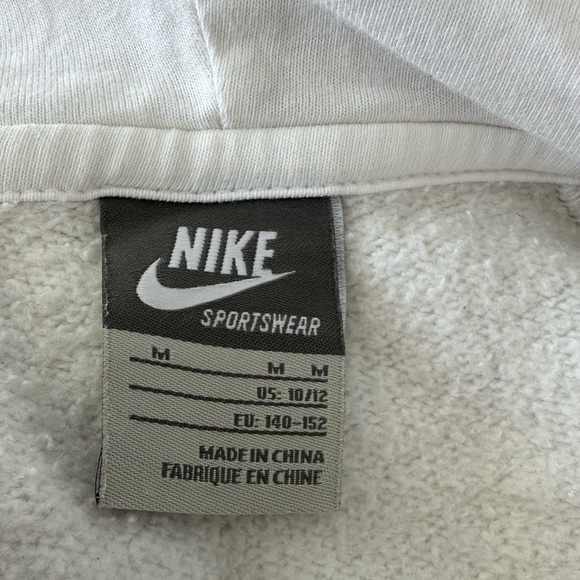 NIKE
SPORTSWEAR
M M M
US: 10/12
EU: 140-152
MADE IN CHINA
FABRIQUE EN CHINE